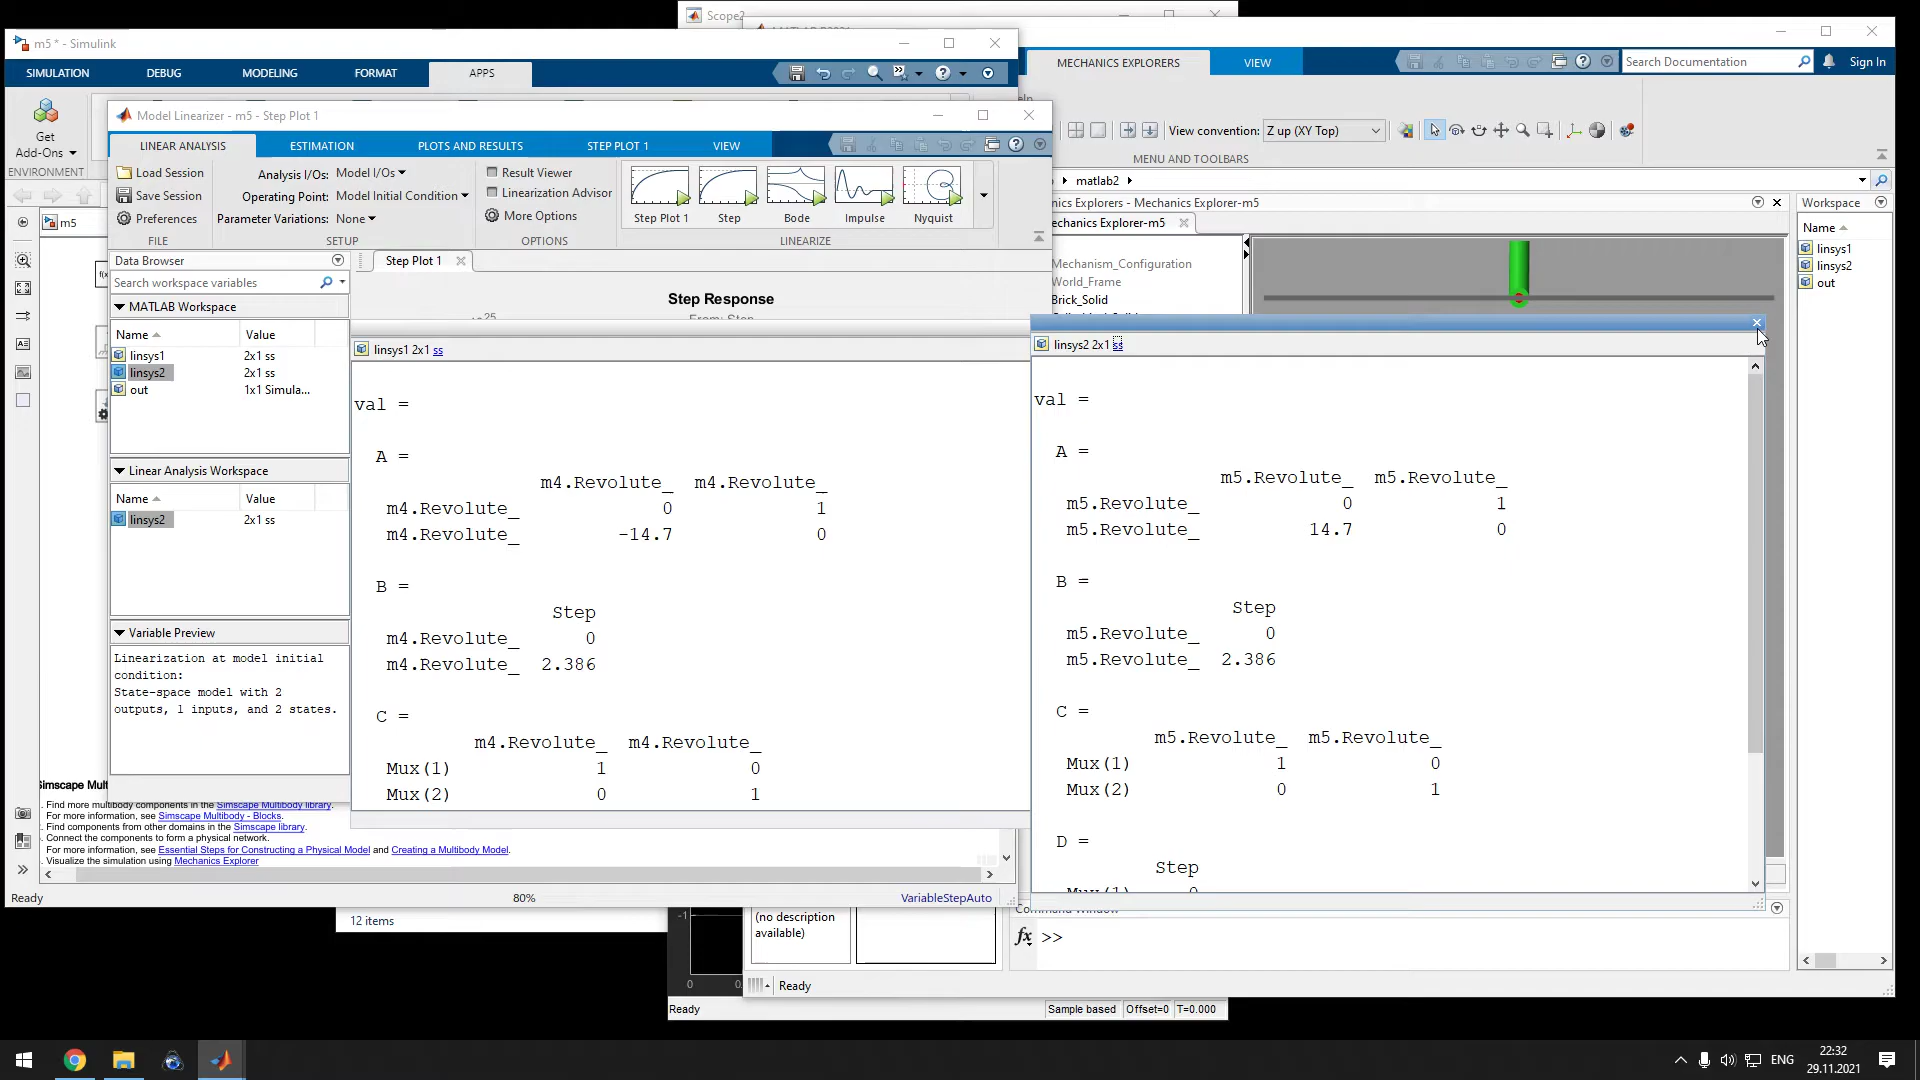 Scope2
m5 * - Simulink
SIMULATION
DEBUG
MODELING
FORMAT
APPS
MECHANICS EXPLORERS
VIEW
Search Documentation
Sign In
Get
Add-Ons
ENVIRONMENT
Model Linearizer - m5 - Step Plot 1
LINEAR ANALYSIS
ESTIMATION
PLOTS AND RESULTS
STEP PLOT 1
VIEW
View convention:
Z up (XY Top)
MENU AND TOOLBARS
Load Session
Save Session
Preferences
FILE
Analysis I/Os: Model I/Os
Operating Point: Model Initial Condition
Parameter Variations: None
SETUP
Result Viewer
Linearization Advisor
More Options
OPTIONS
Step Plot 1
Step
Bode
Impulse
Nyquist
LINEARIZE
matlab2
Mechanics Explorer-m5
Workspace
Name
linsys1
linsys2
out
m5
Data Browser
Search workspace variables
MATLAB Workspace
Name Value
linsys1 2x1 ss
linsys2 2x1 ss
out 1x1 Simula...
Linear Analysis Workspace
Name Value
linsys2 2x1 ss
Variable Preview
Linearization at model initial
condition:
State-space model with 2
outputs, 1 inputs, and 2 states.
Step Plot 1
Step Response
From: Step
25
Mechanism_Configuration
World_Frame
Brick_Solid
linsys1 2x1 ss
val =
A =
m4.Revolute_ m4.Revolute_
m4.Revolute_ 0 1
m4.Revolute_ -14.7 0
B =
Step
m4.Revolute_ 0
m4.Revolute_ 2.386
C =
m4.Revolute_ m4.Revolute_
Mux(1) 1 0
Mux(2) 0 1
linsys2 2x1 ss
val =
A =
m5.Revolute_ m5.Revolute_
m5.Revolute_ 0 1
m5.Revolute_ 14.7 0
B =
Step
m5.Revolute_ 0
m5.Revolute_ 2.386
C =
m5.Revolute_ m5.Revolute_
Mux(1) 1 0
Mux(2) 0 1
D =
Step
Mux(1) 0
. Find more multibody components in the Simscape Multibody library.
For more information, see Simscape Multibody - Blocks.
. Find components from other domains in the Simscape library.
. Connect the components to form a physical network.
For more information, see Essential Steps for Constructing a Physical Model and Creating a Multibody Model.
. Visualize the simulation using Mechanics Explorer
Ready
80%
VariableStepAuto
12 items
-1
0
(no description
available)
Command Window
fx >>
Ready
Ready
Sample based
Offset=0
T=0.000
ENG
22:32
29.11.2021